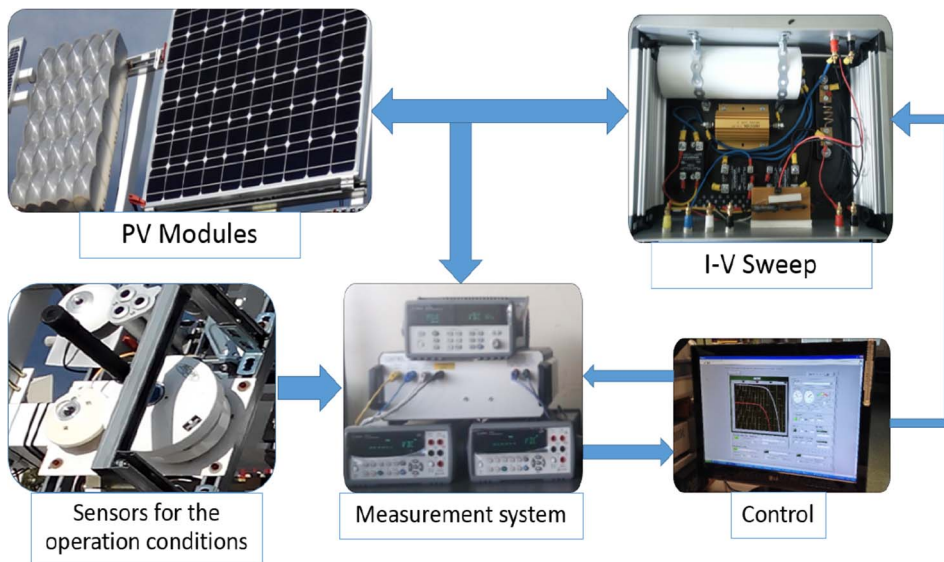 PV Modules
I-V Sweep
Sensors for the
operation conditions
Measurement system
Control